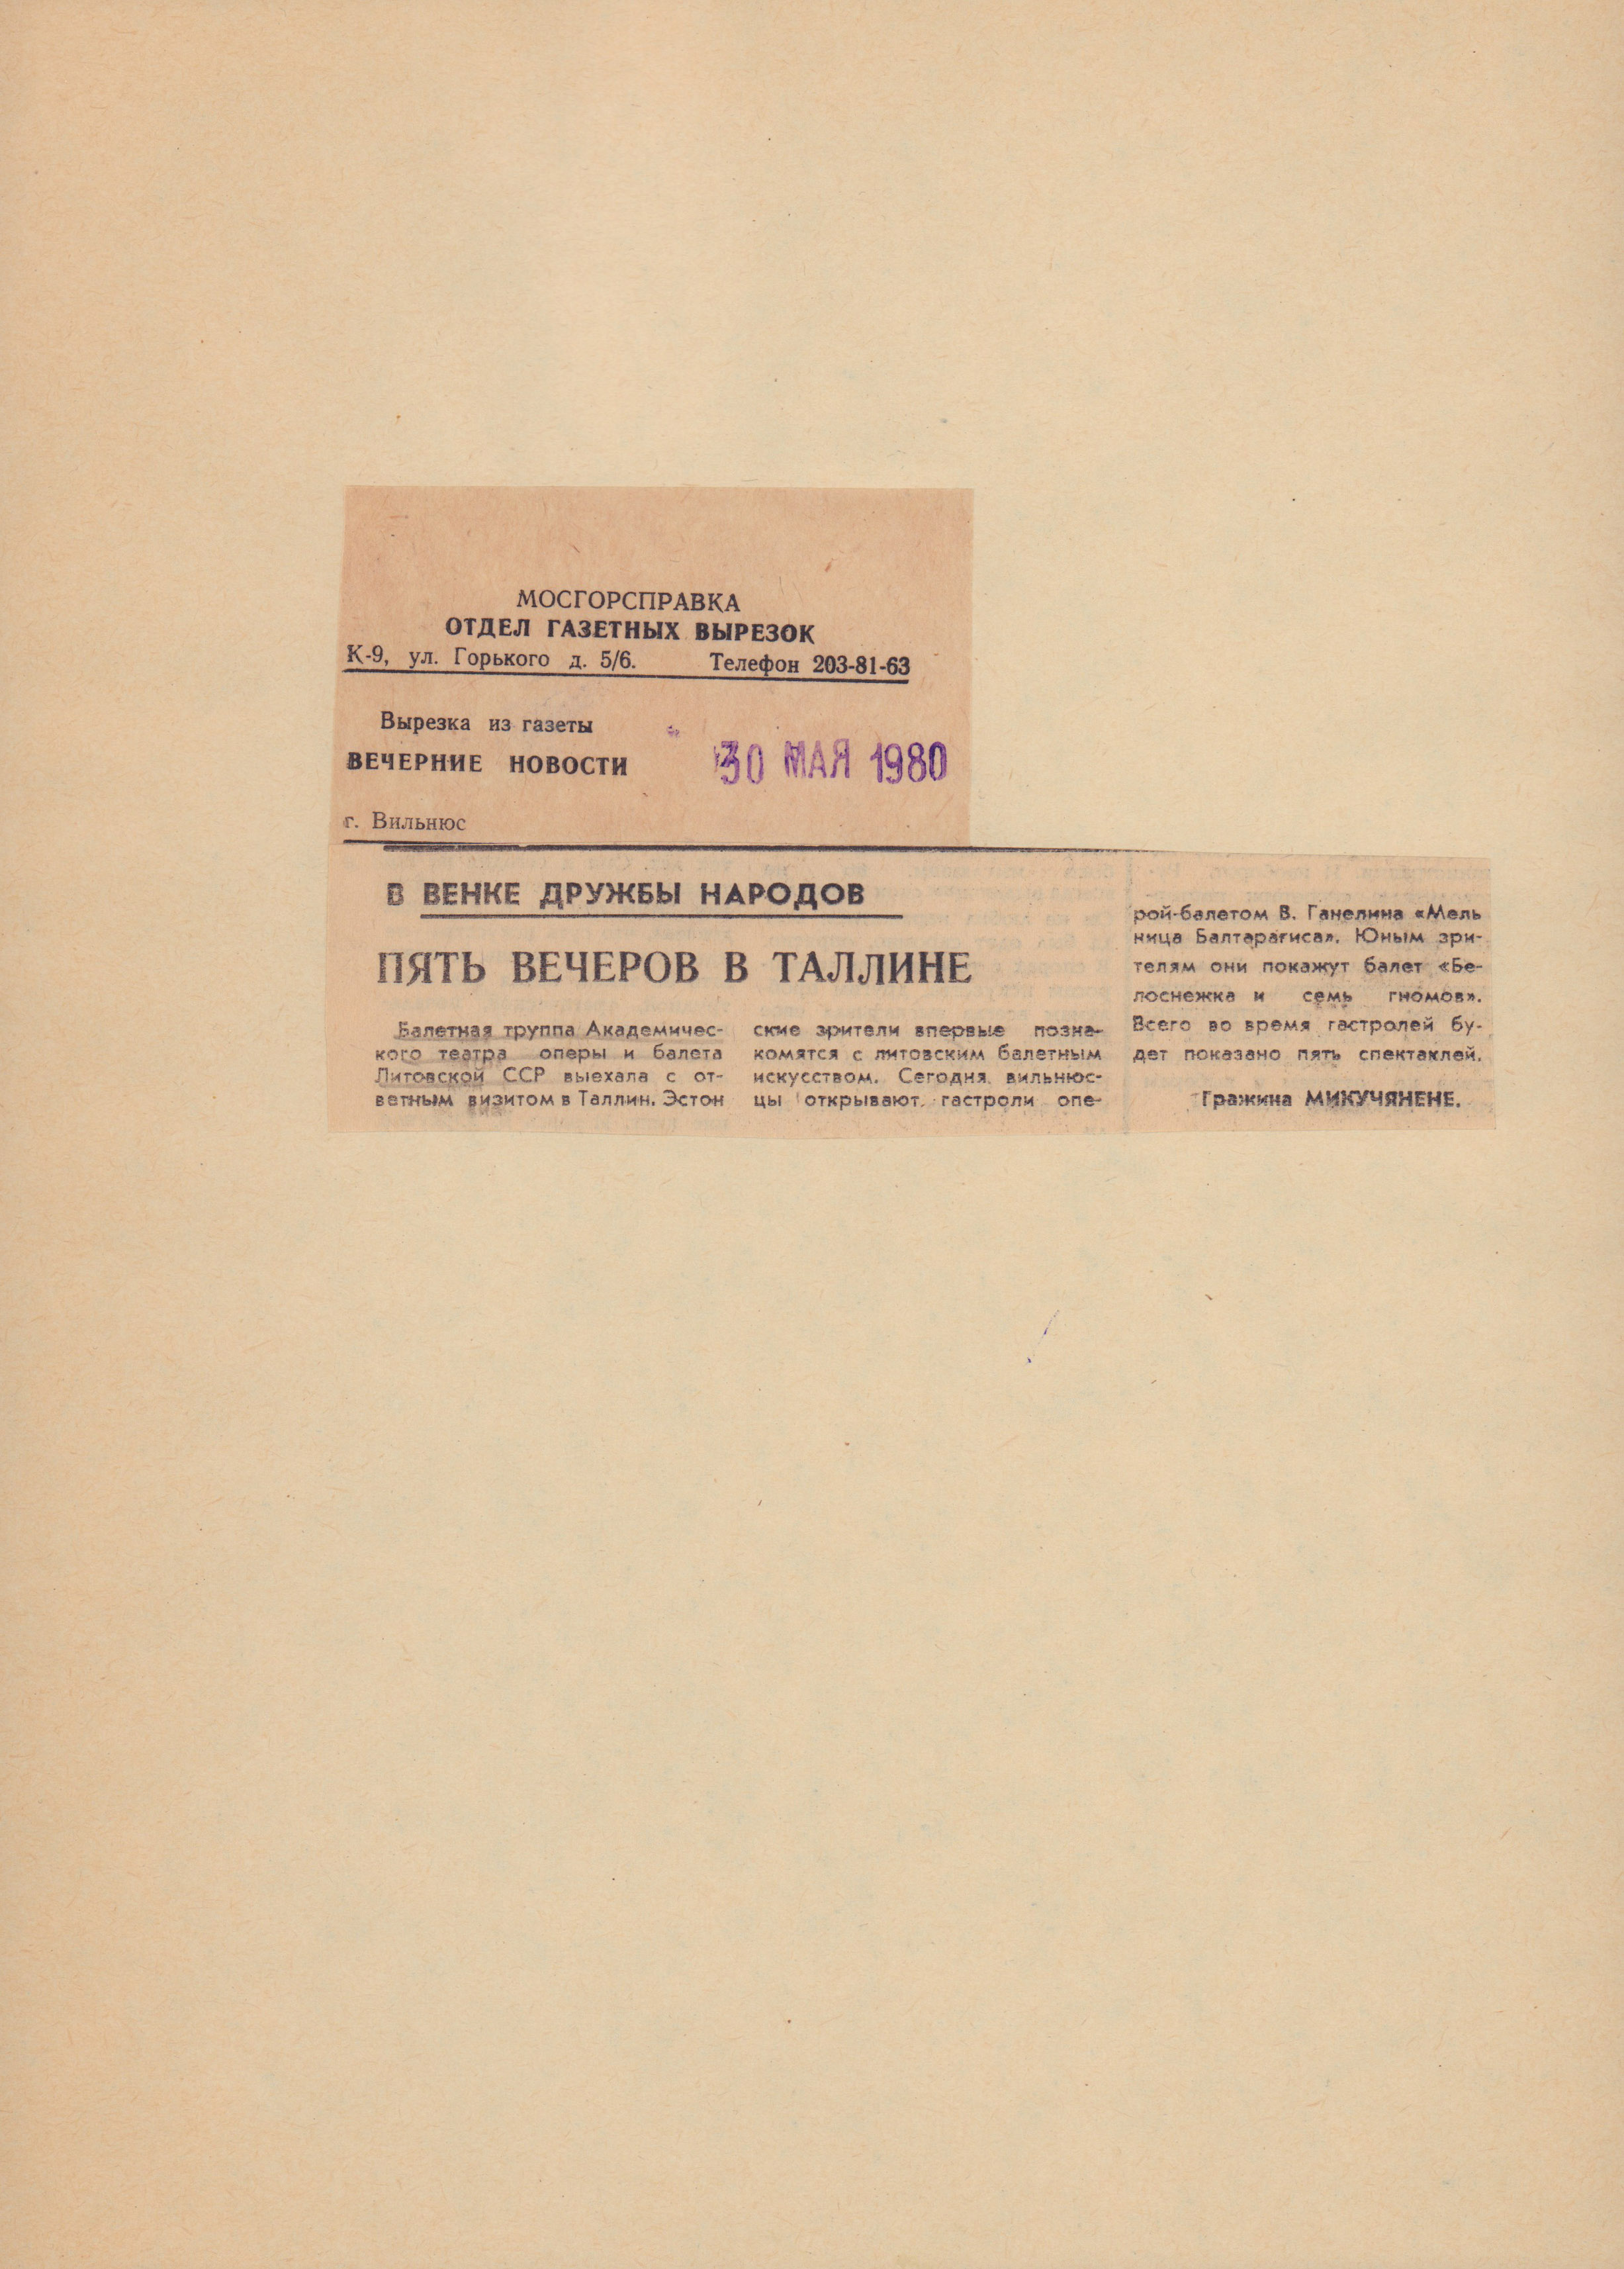 МОСГОРСПРАВКА
ОТДЕЛ ГАЗЕТНЫХ ВЫРЕЗОК
К-9, ул. Горького д. 5/6. Телефон 203-81-63
Вырезка из газеты
ВЕЧЕРНИЕ НОВОСТИ
30 МАЯ 1980
г. Вильнюс
В ВЕНКЕ ДРУЖБЫ НАРОДОВ
ПЯТЬ ВЕЧЕРОВ В ТАЛЛИНЕ
Балетная труппа Академичес-
кого театра оперы и балета
Литовской ССР выехала с от-
ветным визитом в Таллин. Эстон
ские зрители впервые позна-
комятся с литовским балетным
искусством. Сегодня вильнюс-
цы открывают гастроли опе-
рой-балетом В. Ганелина «Мель
ница Балтарагиса». Юным зри-
телям они покажут балет «Бе-
лоснежка и семь гномов».
Всего во время гастролей бу-
дет показано пять спектаклей.
Гражина МИКУЧЯНЕНЕ.